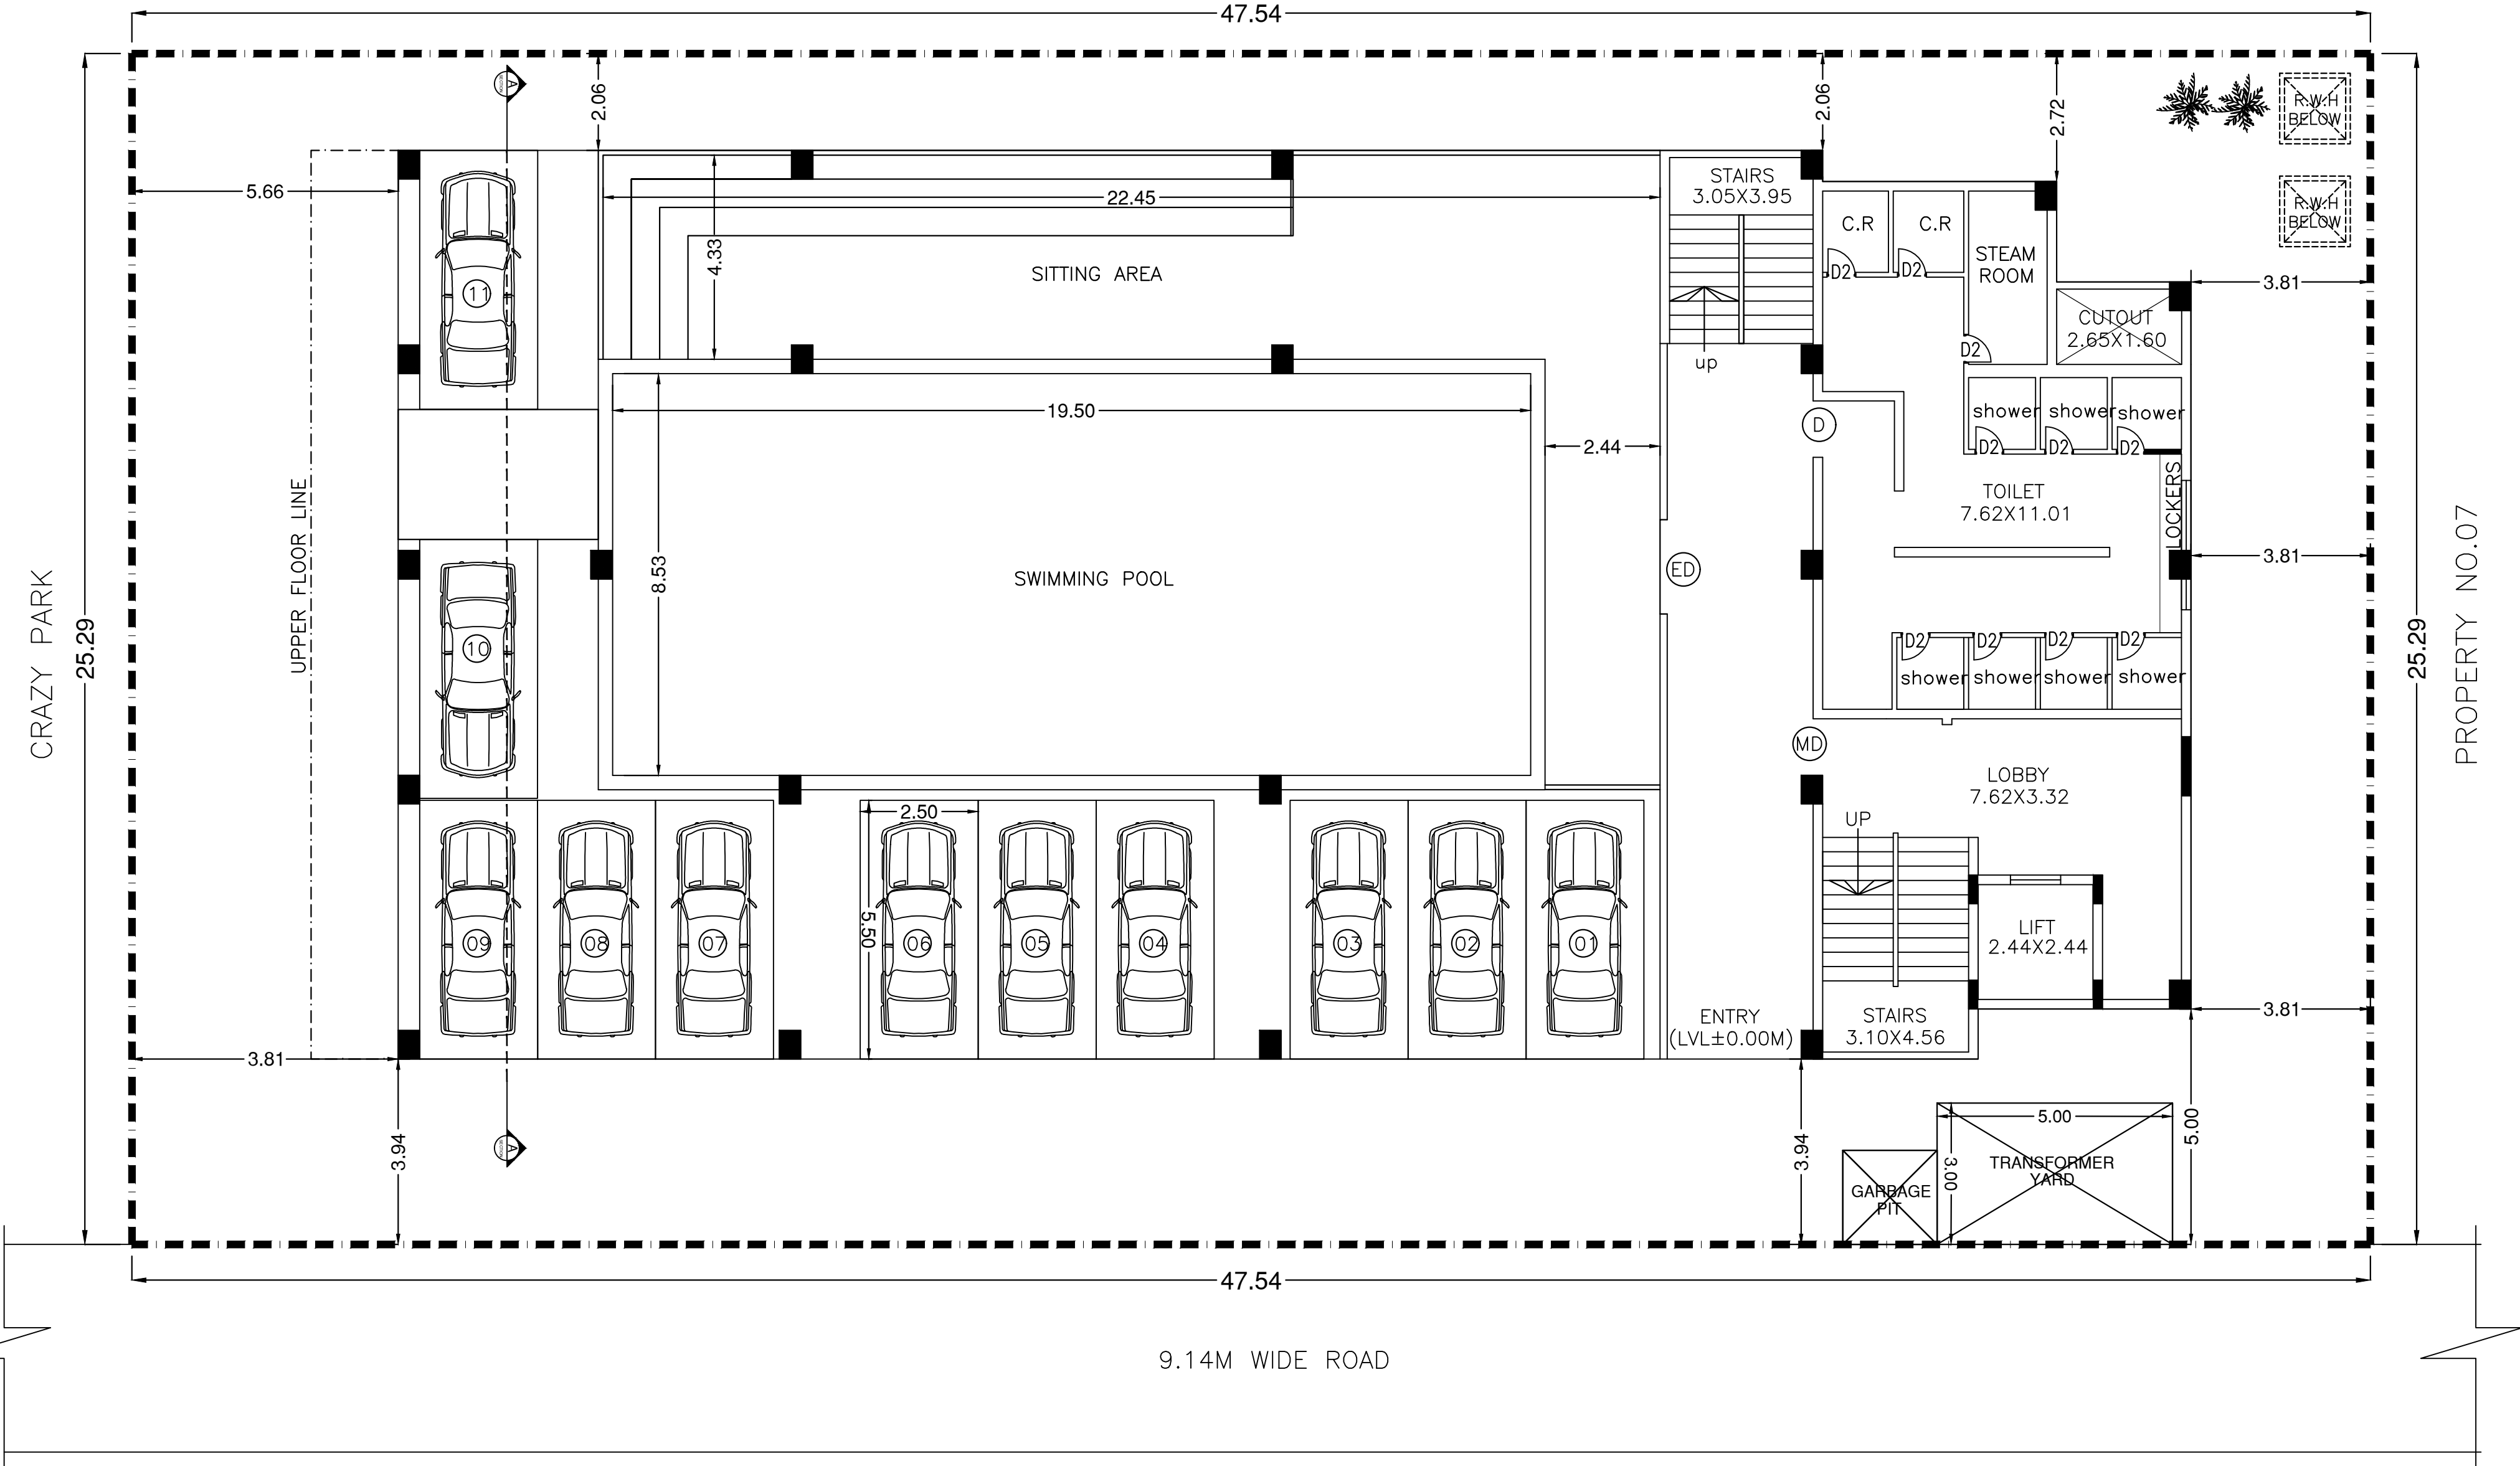 47.54
A
SECTION
2.06
2.06
2.72
R.W.H
BELOW
5.66
22.45
STAIRS
3.05X3.95
C.R
C.R
R.W.H
BELOW
4.33
SITTING AREA
STEAM
ROOM
D2
D2
3.81
11
CUTOUT
2.65X1.60
up
D2
19.50
shower
shower
shower
D
2.44
D2
D2
D2
UPPER FLOOR LINE
TOILET
7.62X11.01
LOCKERS
CRAZY PARK
25.29
8.53
SWIMMING POOL
ED
3.81
25.29
PROPERTY NO.07
10
D2
D2
D2
D2
shower
shower
shower
shower
MD
LOBBY
7.62X3.32
2.50
UP
5.50
09
08
07
06
05
04
03
02
01
LIFT
2.44X2.44
ENTRY
(LVL±0.00M)
STAIRS
3.10X4.56
3.81
3.81
3.94
A
SECTION
3.94
5.00
5.00
3.00
TRANSFORMER
YARD
GARBAGE
PIT
47.54
9.14M WIDE ROAD